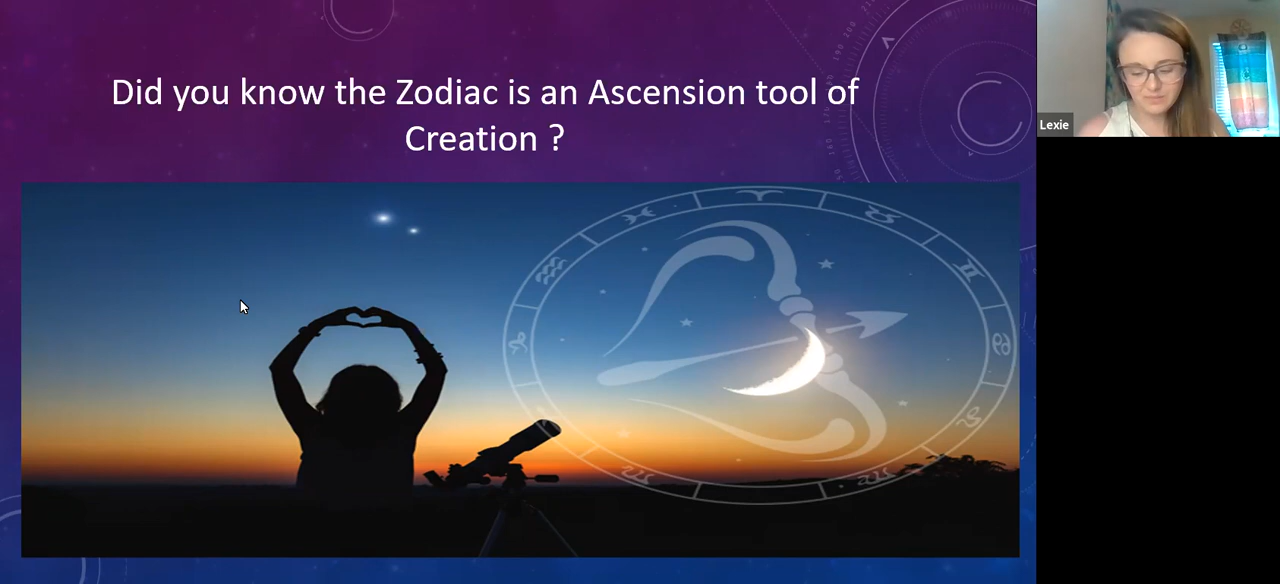 Did you know the Zodiac is an Ascension tool of
Creation ?
Lexie